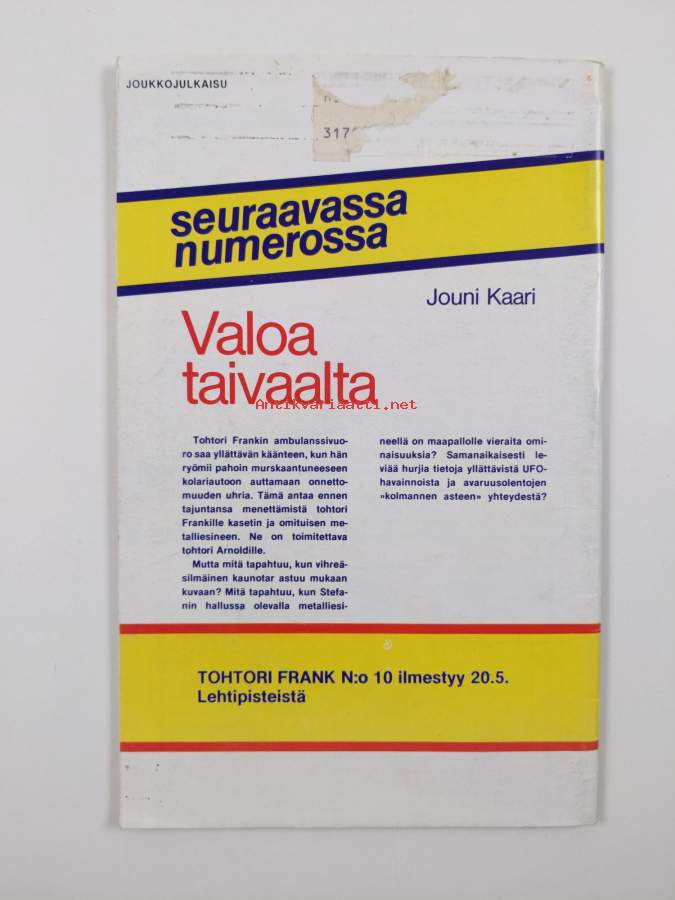 JOUKKOJULKAISU
317
seuraavassa
numerossa
Jouni Kaari
Valoa
taivaalta
Antikvariaatti.net
Tohtori Frankin ambulanssivuo-
ro saa yllättävän käänteen, kun hän
ryömii pahoin murskaantuneeseen
kolariautoon auttamaan onnetto-
muuden uhria. Tämä antaa ennen
tajuntansa menettämistä tohtori
Frankille kasetin ja omituisen me-
talliesineen. Ne on toimitettava
tohtori Arnoldille.
Mutta mitä tapahtuu, kun vihreä-
silmäinen kaunotar astuu mukaan
kuvaan? Mitä tapahtuu, kun Stefa-
nin hallussa olevalla metalliesi-
neellä on maapallolle vieraita omi-
naisuuksia? Samanaikaisesti le-
viää hurjia tietoja yllättävistä UFO-
havainnoista ja avaruusolentojen
»kolmannen asteen» yhteydestä?
TOHTORI FRANK N:o 10 ilmestyy 20.5.
Lehtipisteistä